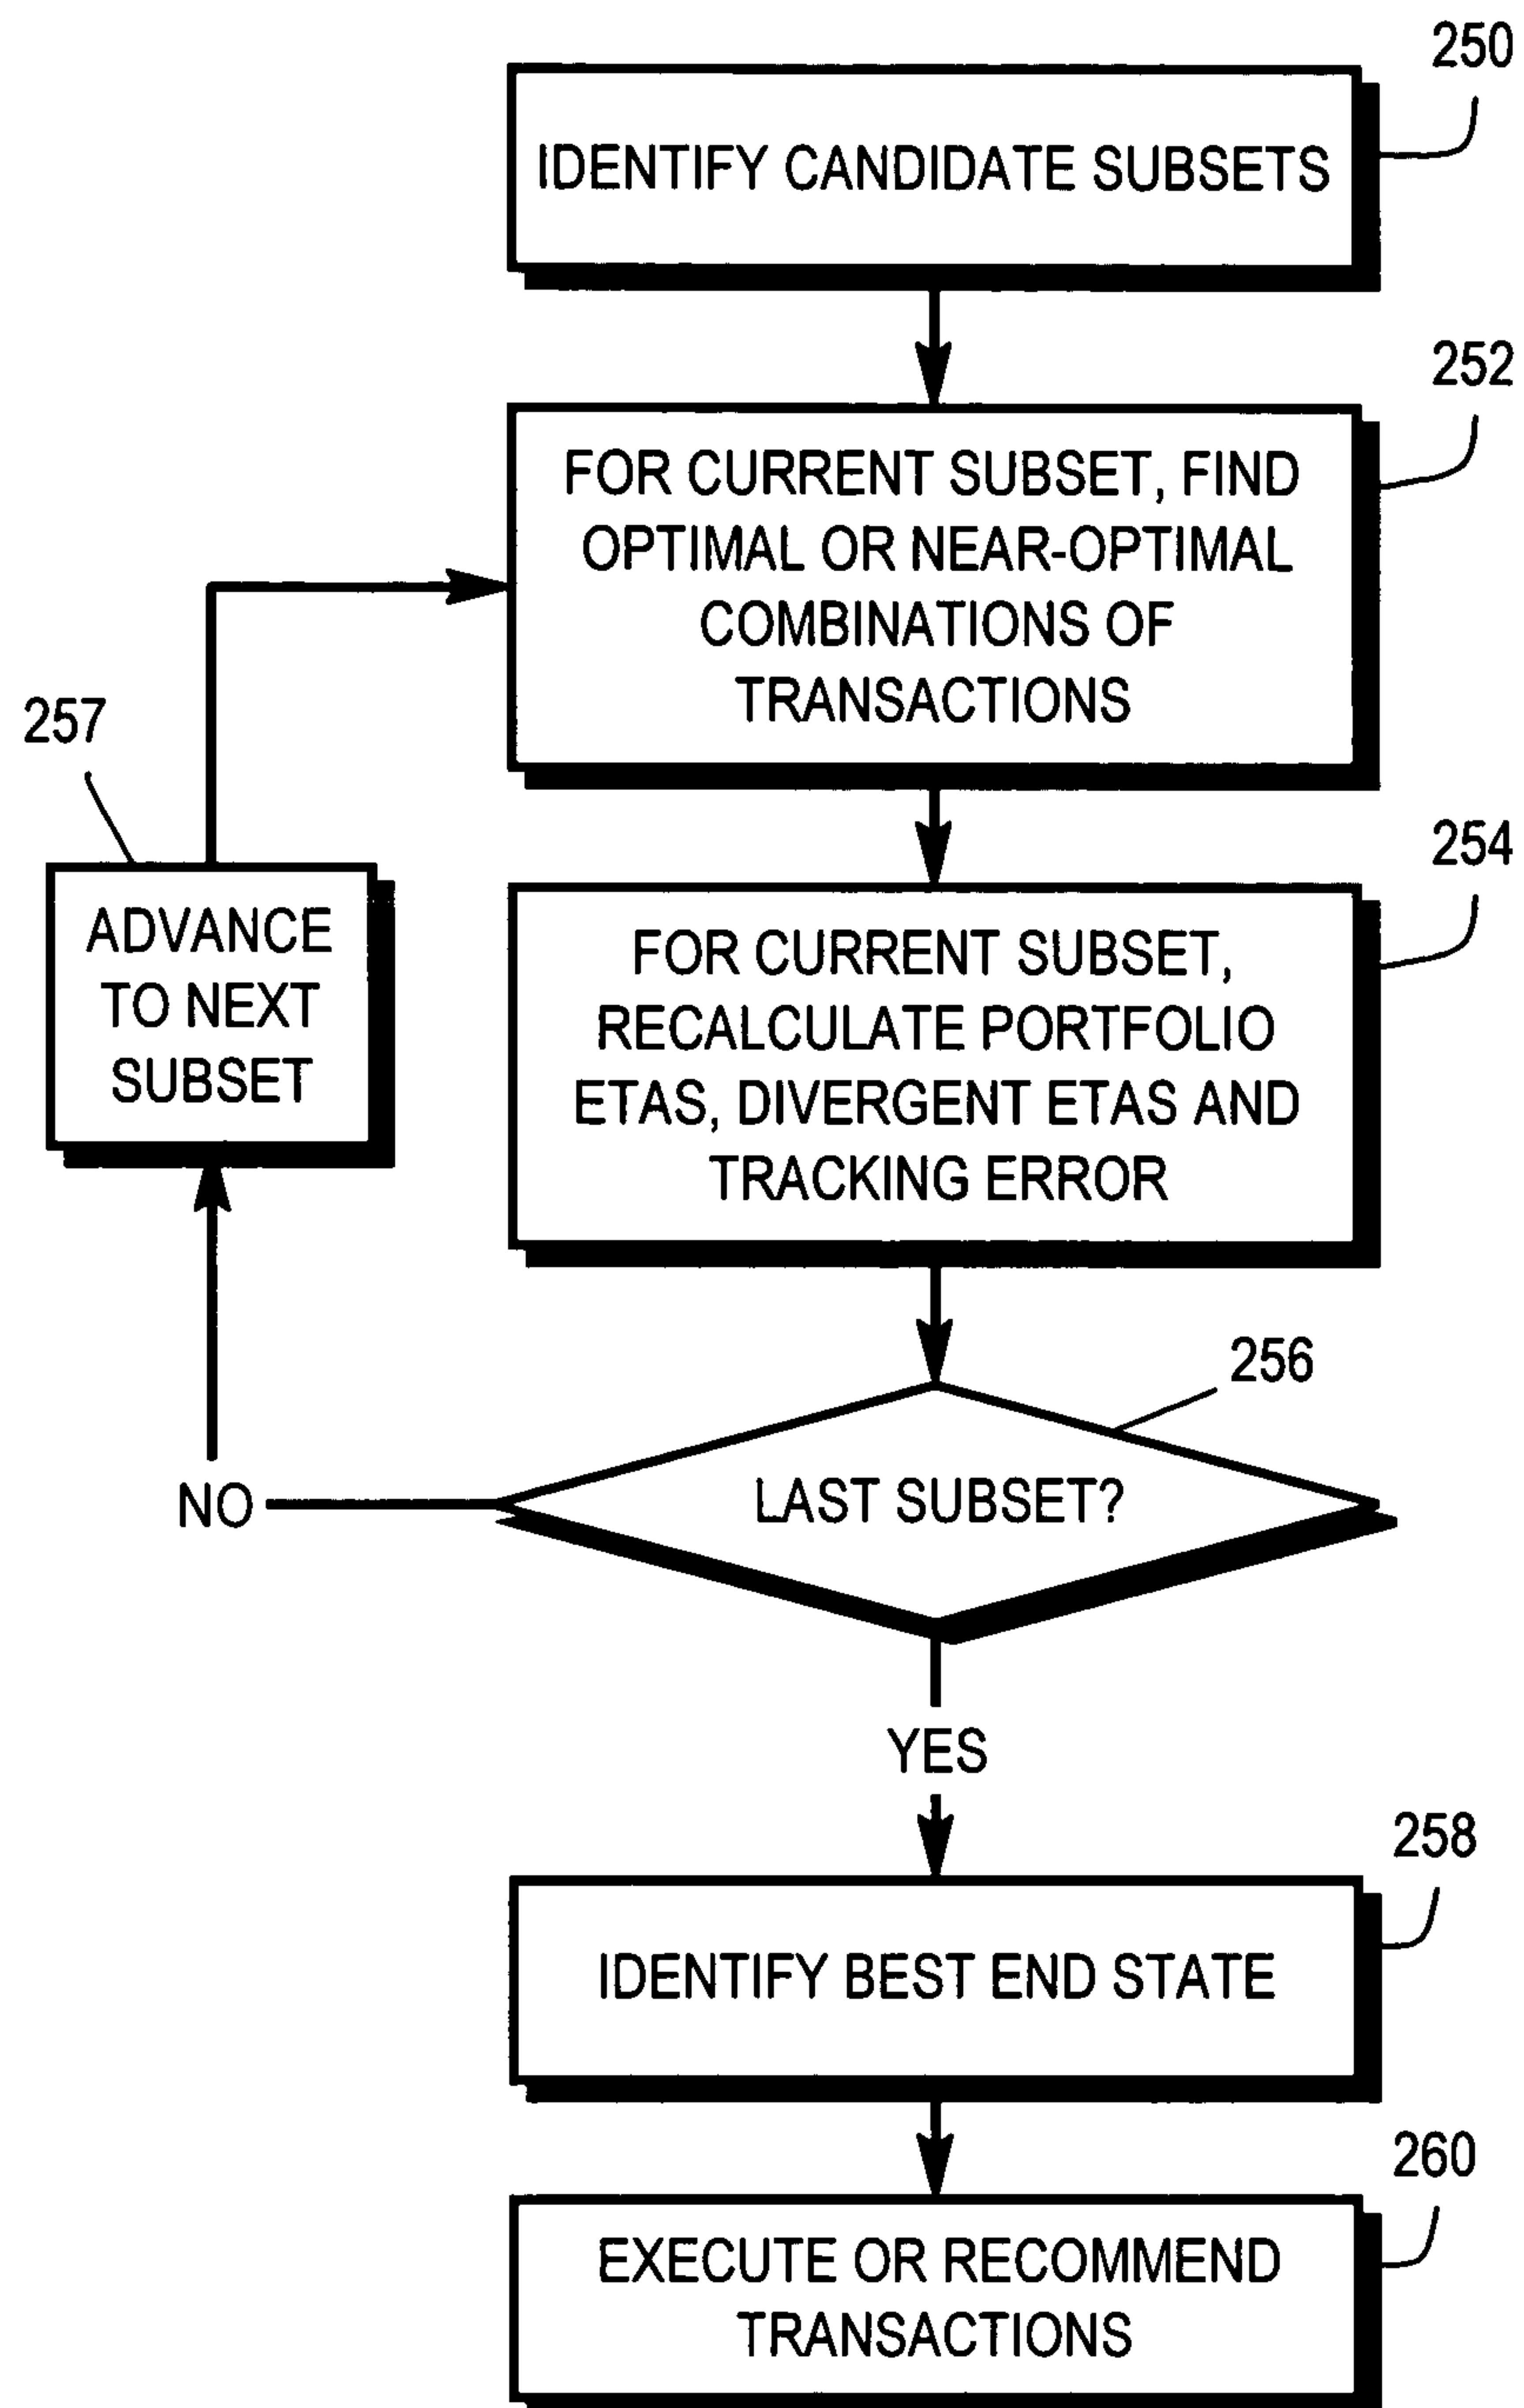 250
IDENTIFY CANDIDATE SUBSETS
252
FOR CURRENT SUBSET, FIND
OPTIMAL OR NEAR-OPTIMAL
COMBINATIONS OF
TRANSACTIONS
257
ADVANCE
TO NEXT
SUBSET
254
FOR CURRENT SUBSET,
RECALCULATE PORTFOLIO
ETAS, DIVERGENT ETAS AND
TRACKING ERROR
256
LAST SUBSET?
NO
YES
258
IDENTIFY BEST END STATE
260
EXECUTE OR RECOMMEND
TRANSACTIONS